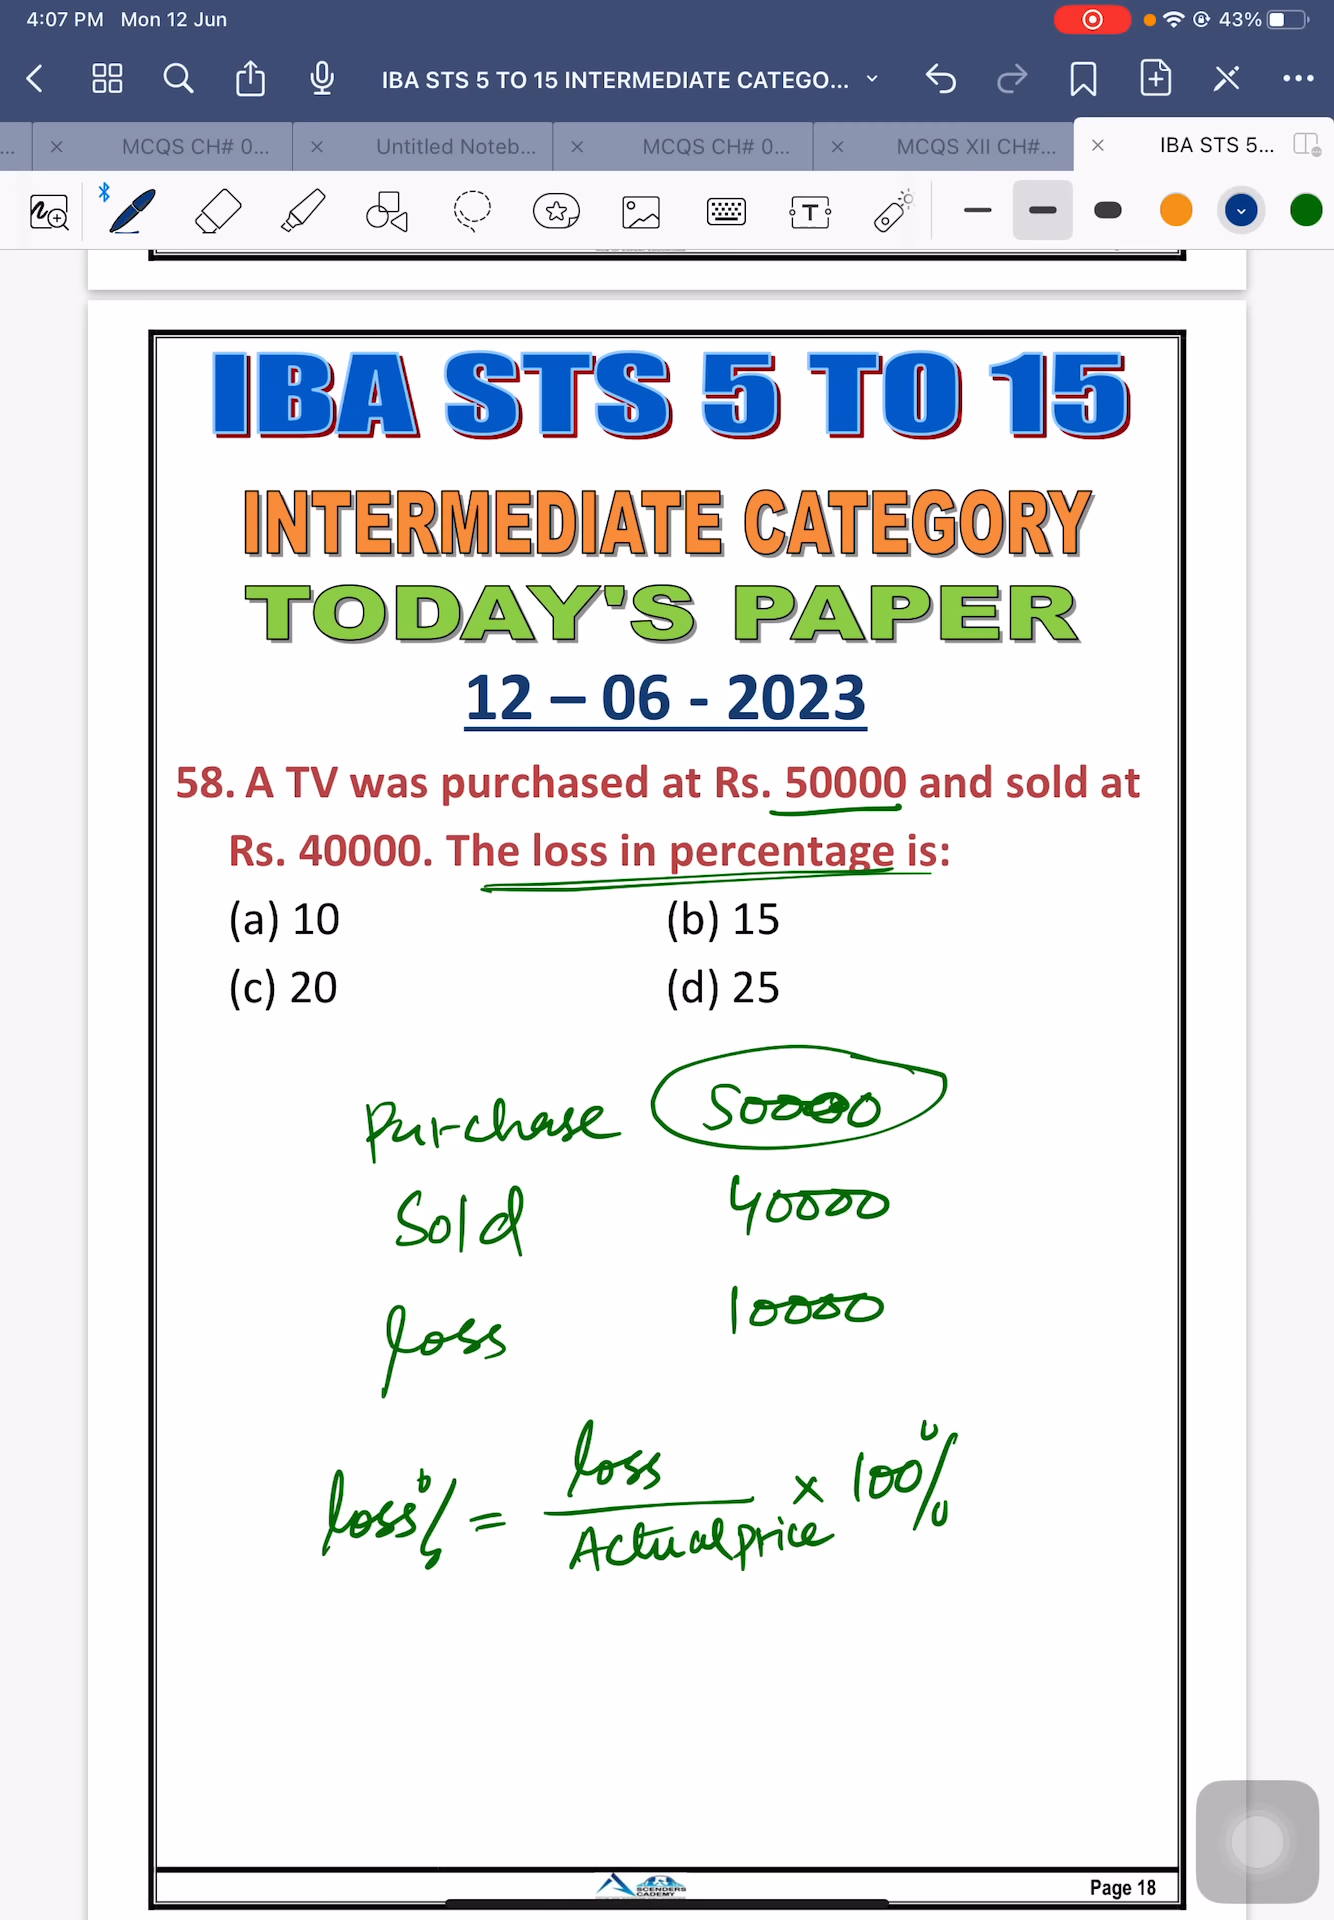 4:07 PM Mon 12 Jun 43%
IBA STS 5 TO 15 INTERMEDIATE CATEGO...
... MCQS CH# 0... Untitled Noteb... MCQS CH# 0... MCQS XII CH#... IBA STS 5...
T
IBA STS 5 TO 15
INTERMEDIATE CATEGORY
TODAY'S PAPER
12 – 06 - 2023
58. A TV was purchased at Rs. 50000 and sold at
Rs. 40000. The loss in percentage is:
(a) 10 (b) 15
(c) 20 (d) 25
Purchase 50000
Sold 40000
loss 10000
loss% = loss / Actual price × 100%
SCENDERS
CADEMY
Page 18